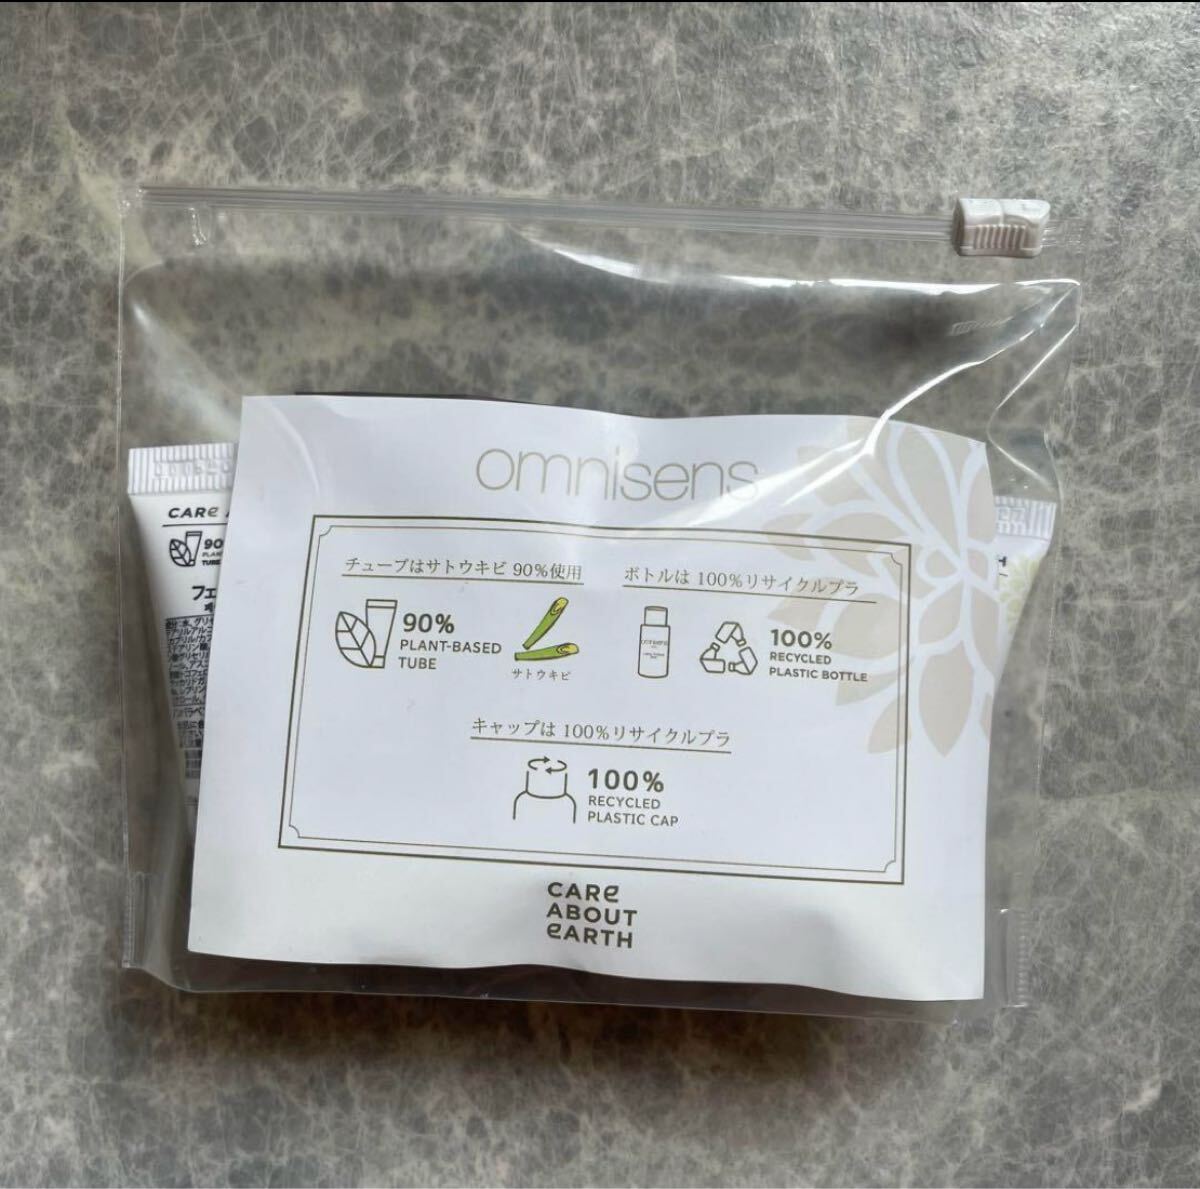 omnisens
チューブはサトウキビ 90%使用
90%
PLANT-BASED
TUBE
サトウキビ
ボトルは 100%リサイクルプラ
omnisens
100%
RECYCLED
PLASTIC BOTTLE
キャップは 100%リサイクルプラ
100%
RECYCLED
PLASTIC CAP
CARE
ABOUT
EARTH
CARE
90
TUBE
フェ